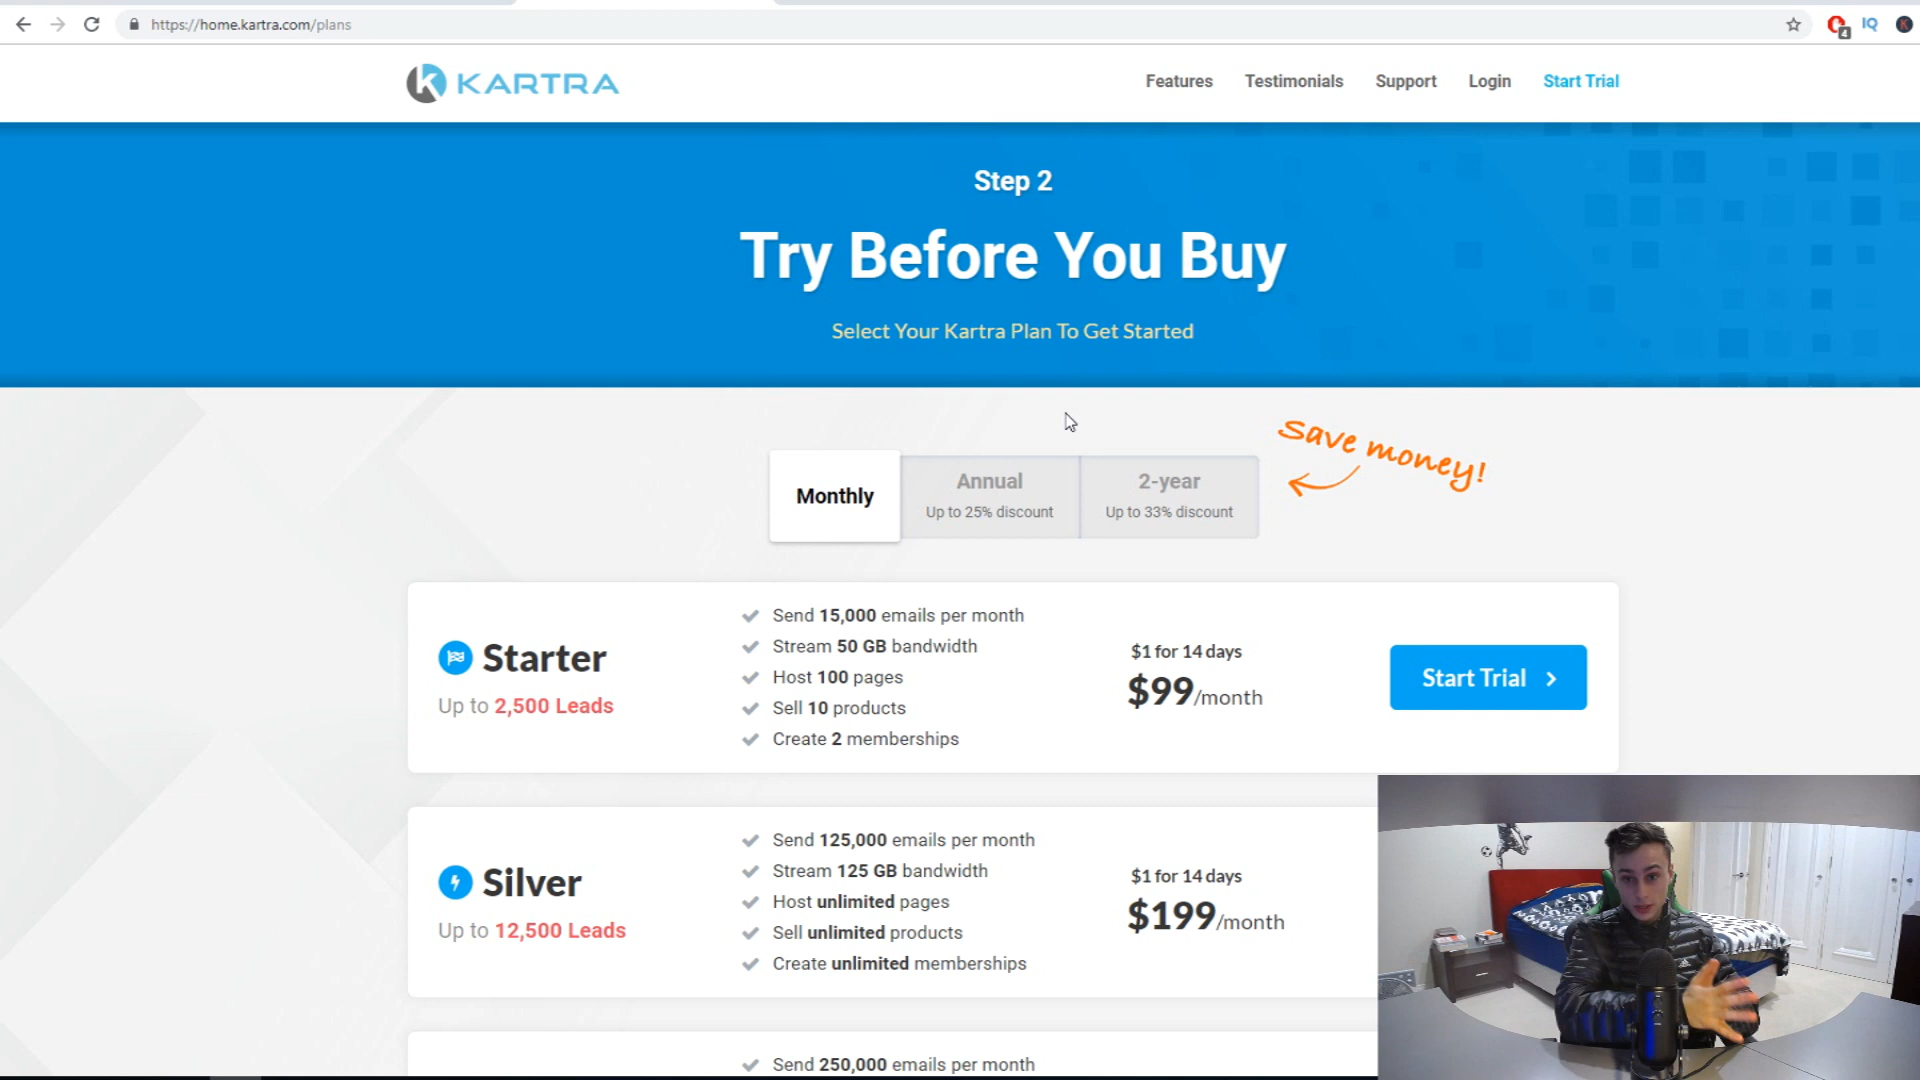 https://home.kartra.com/plans
4
IQ
K
K KARTRA
Features
Testimonials
Support
Login
Start Trial
Step 2
Try Before You Buy
Select Your Kartra Plan To Get Started
Save money!
Monthly
Annual
Up to 25% discount
2-year
Up to 33% discount
Starter
Up to 2,500 Leads
Send 15,000 emails per month
Stream 50 GB bandwidth
Host 100 pages
Sell 10 products
Create 2 memberships
$1 for 14 days
$99/month
Start Trial
Silver
Up to 12,500 Leads
Send 125,000 emails per month
Stream 125 GB bandwidth
Host unlimited pages
Sell unlimited products
Create unlimited memberships
$1 for 14 days
$199/month
Send 250,000 emails per month